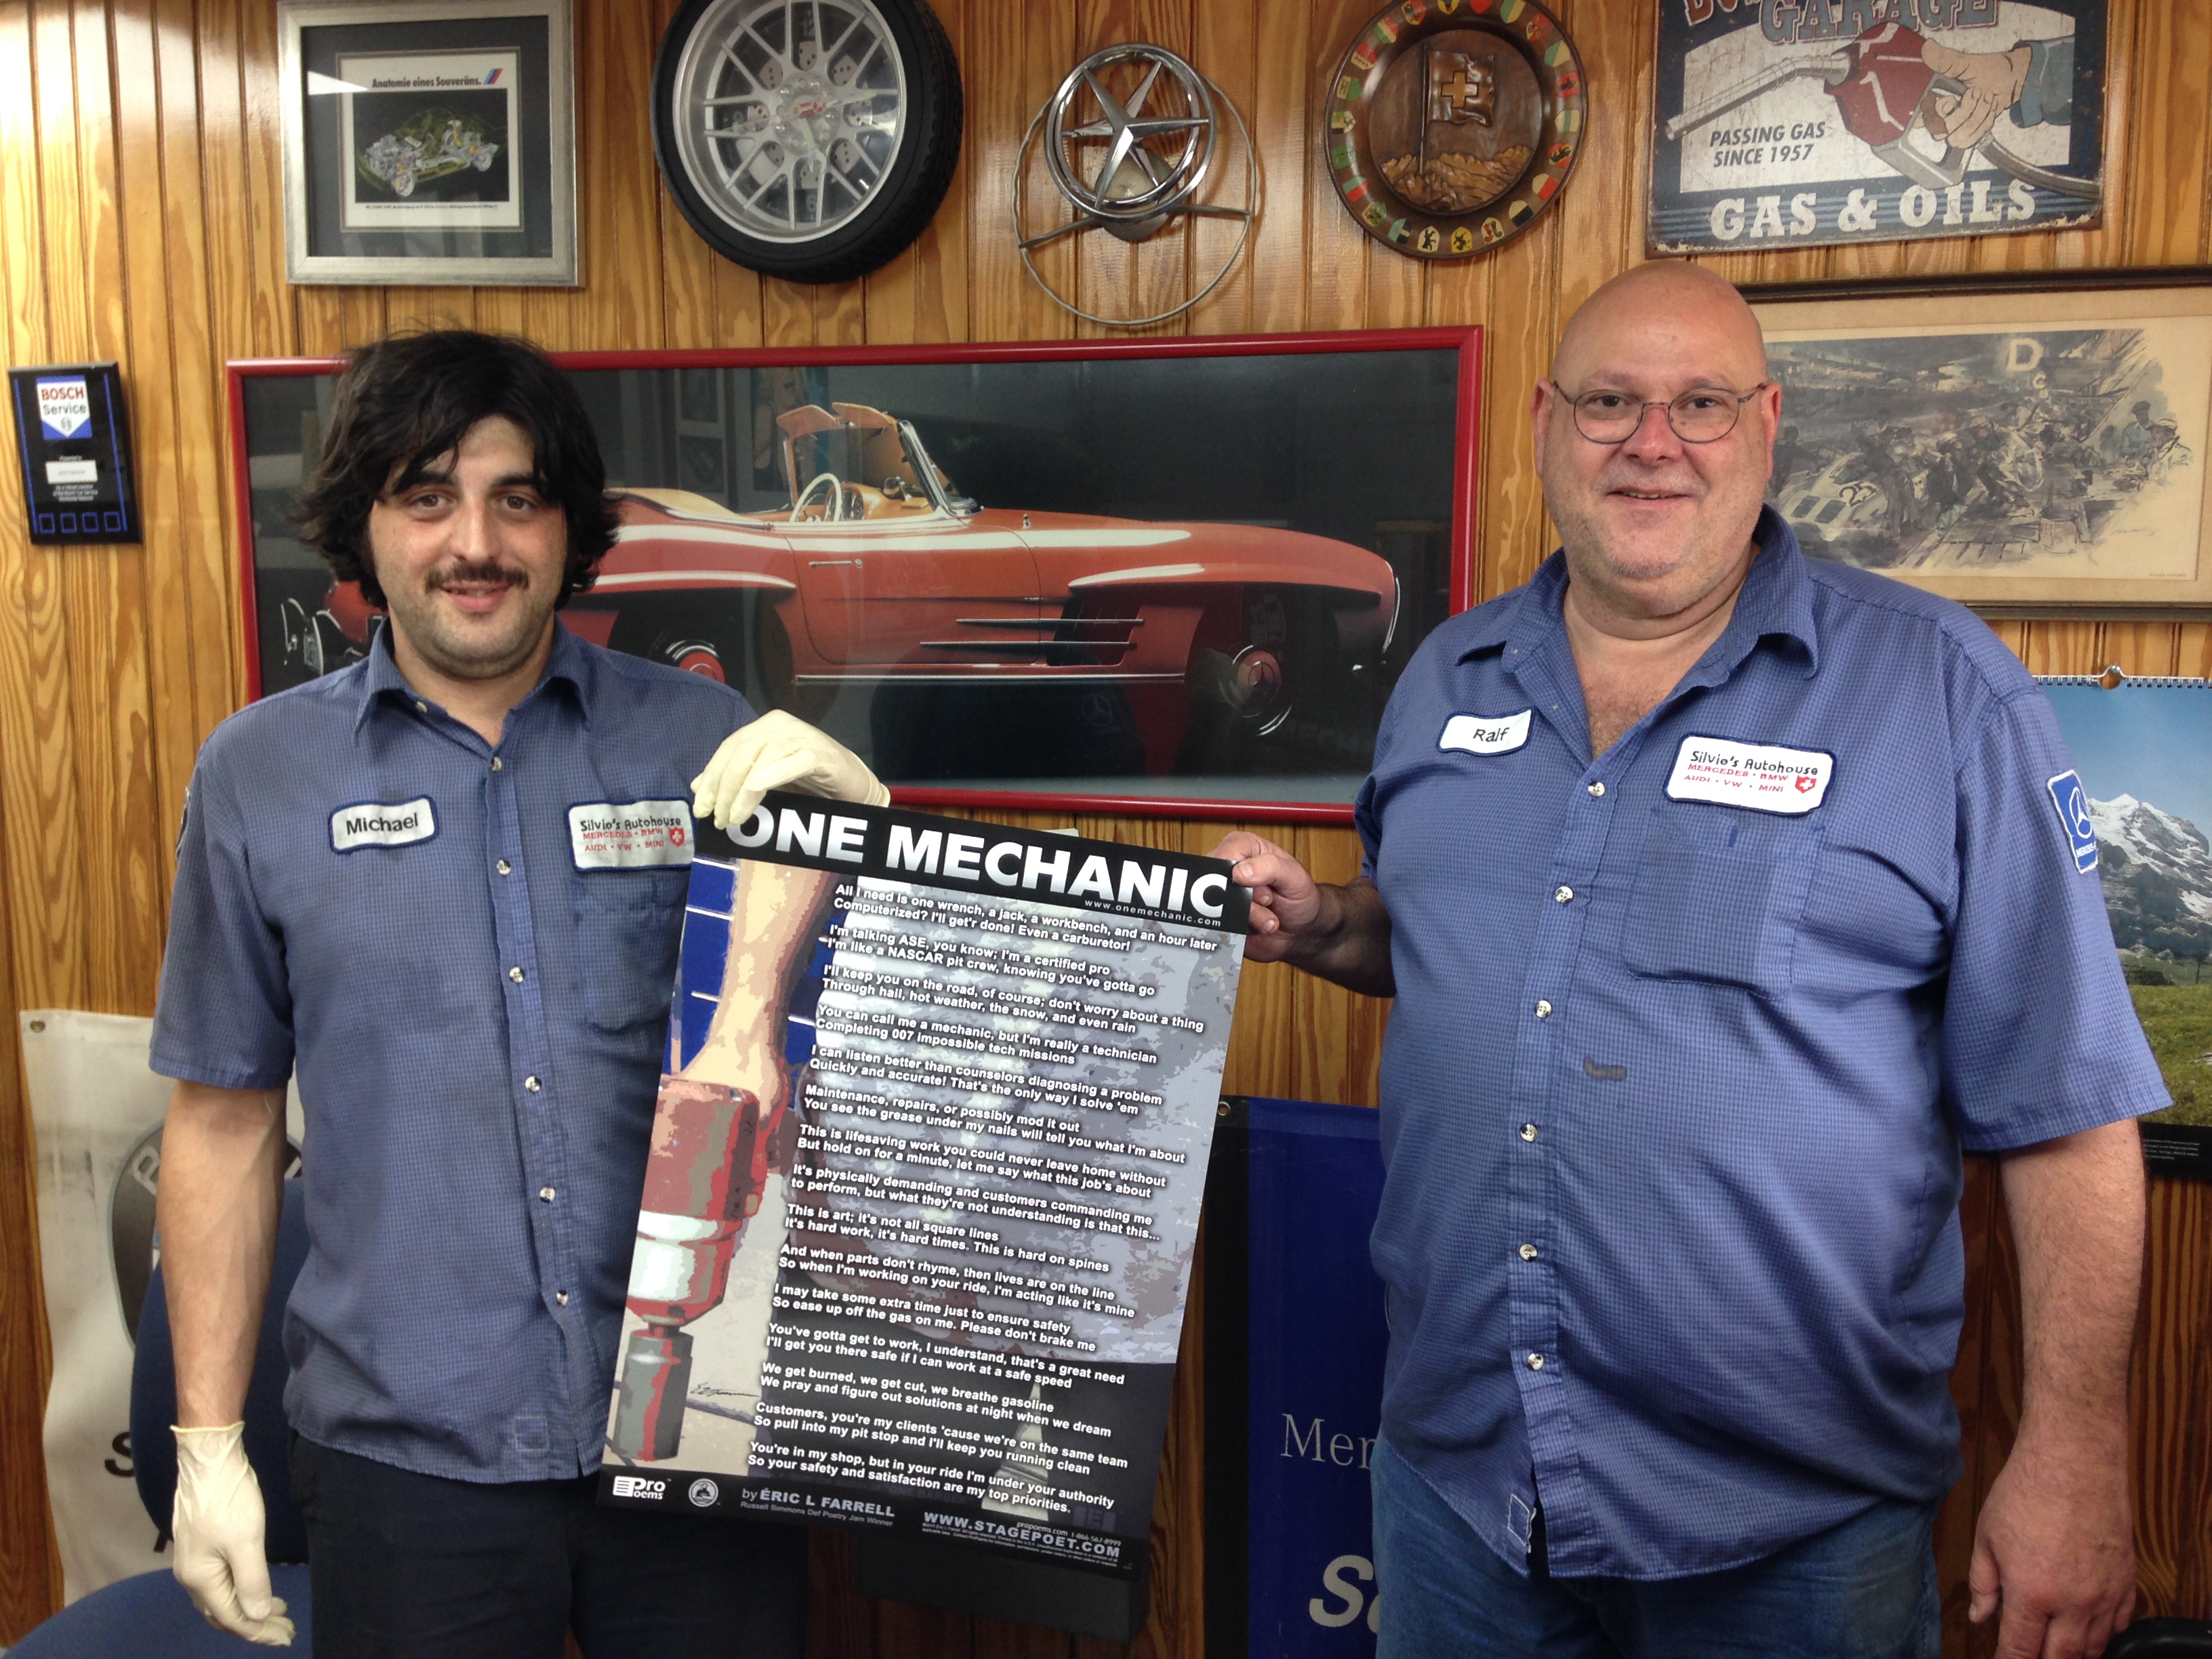 Anatomie eines Souveräns.
GARAGE
PASSING GAS
SINCE 1957
GAS & OILS
BOSCH
Service
D
Michael
Silvio's Autohouse
MERCEDES • BMW
AUDI • VW • MINI
Ralf
Silvio's Autohouse
MERCEDES • BMW
AUDI • VW • MINI
ONE MECHANIC
www.onemechanic.com
All I need is one wrench, a jack, a workbench, and an hour later
Computerized? I'll get'r done! Even a carburetor!
I'm talking ASE, you know; I'm a certified pro
I'm like a NASCAR pit crew, knowing you've gotta go
I'll keep you on the road, of course; don't worry about a thing
Through hail, hot weather, the snow, and even rain
You can call me a mechanic, but I'm really a technician
Completing 007 impossible tech missions
I can listen better than counselors diagnosing a problem
Quickly and accurate! That's the only way I solve 'em
Maintenance, repairs, or possibly mod it out
You see the grease under my nails will tell you what I'm about
This is lifesaving work you could never leave home without
But hold on for a minute, let me say what this job's about
It's physically demanding and customers commanding me
to perform, but what they're not understanding is that this...
This is art; it's not all square lines
It's hard work, it's hard times. This is hard on spines
And when parts don't rhyme, then lives are on the line
So when I'm working on your ride, I'm acting like it's mine
I may take some extra time just to ensure safety
So ease up off the gas on me. Please don't brake me
You've gotta get to work, I understand, that's a great need
I'll get you there safe if I can work at a safe speed
We get burned, we get cut, we breathe gasoline
We pray and figure out solutions at night when we dream
Customers, you're my clients 'cause we're on the same team
So pull into my pit stop and I'll keep you running clean
You're in my shop, but in your ride I'm under your authority
So your safety and satisfaction are my top priorities.
Pro Poems
by ERIC L FARRELL
Russell Simmons Def Poetry Jam Winner
propoems.com 1-866-567-8999
WWW.STAGEPOET.COM
Mer
S